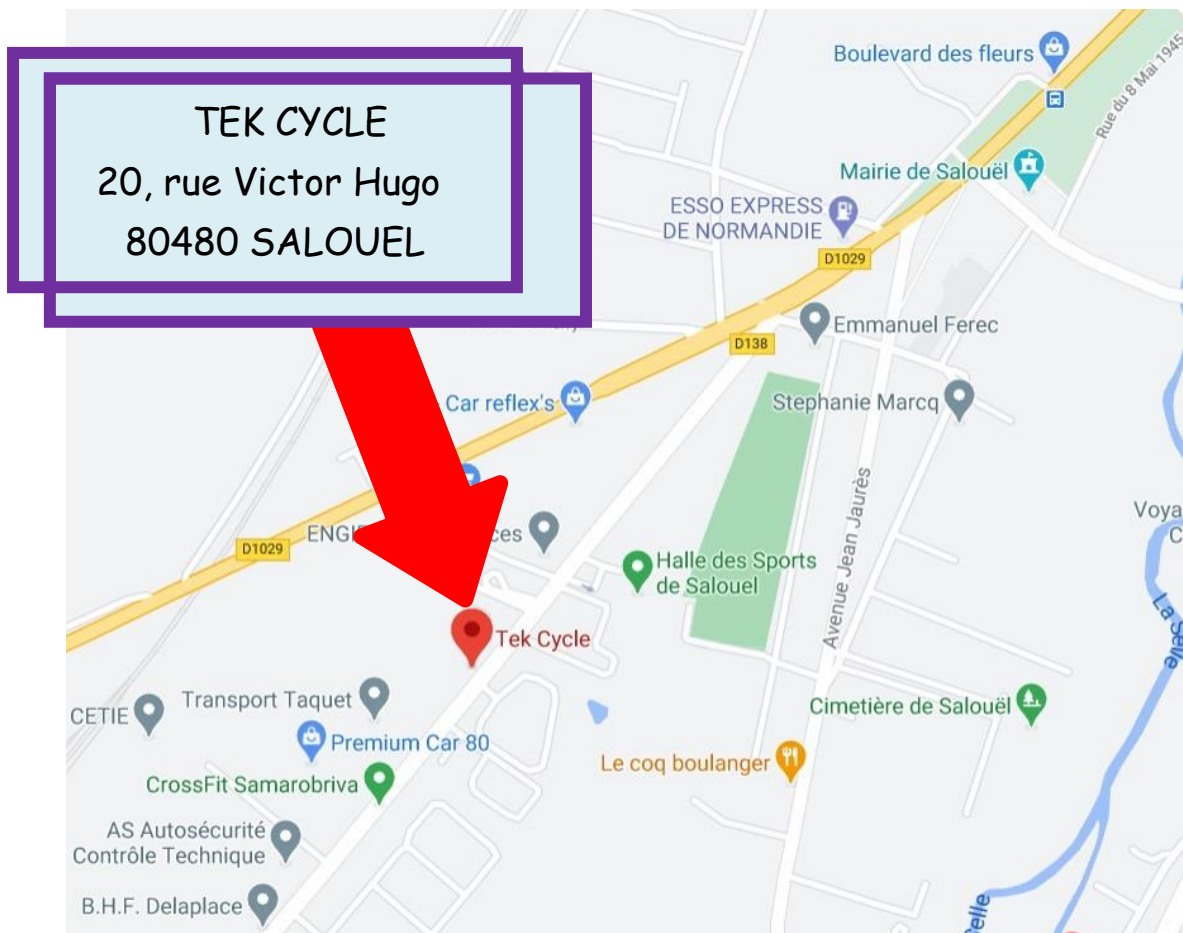 TEK CYCLE
20, rue Victor Hugo
80480 SALOUEL
Boulevard des fleurs
Rue du 8 Mai 1945
Mairie de Salouël
ESSO EXPRESS
DE NORMANDIE
D1029
Emmanuel Ferec
D138
Car reflex's
Stephanie Marcq
Avenue Jean Jaurès
D1029
Halle des Sports
de Salouel
La Selle
Tek Cycle
Transport Taquet
CETIE
Cimetière de Salouël
Premium Car 80
Le coq boulanger
CrossFit Samarobriva
AS Autosécurité
Contrôle Technique
B.H.F. Delaplace
Selle